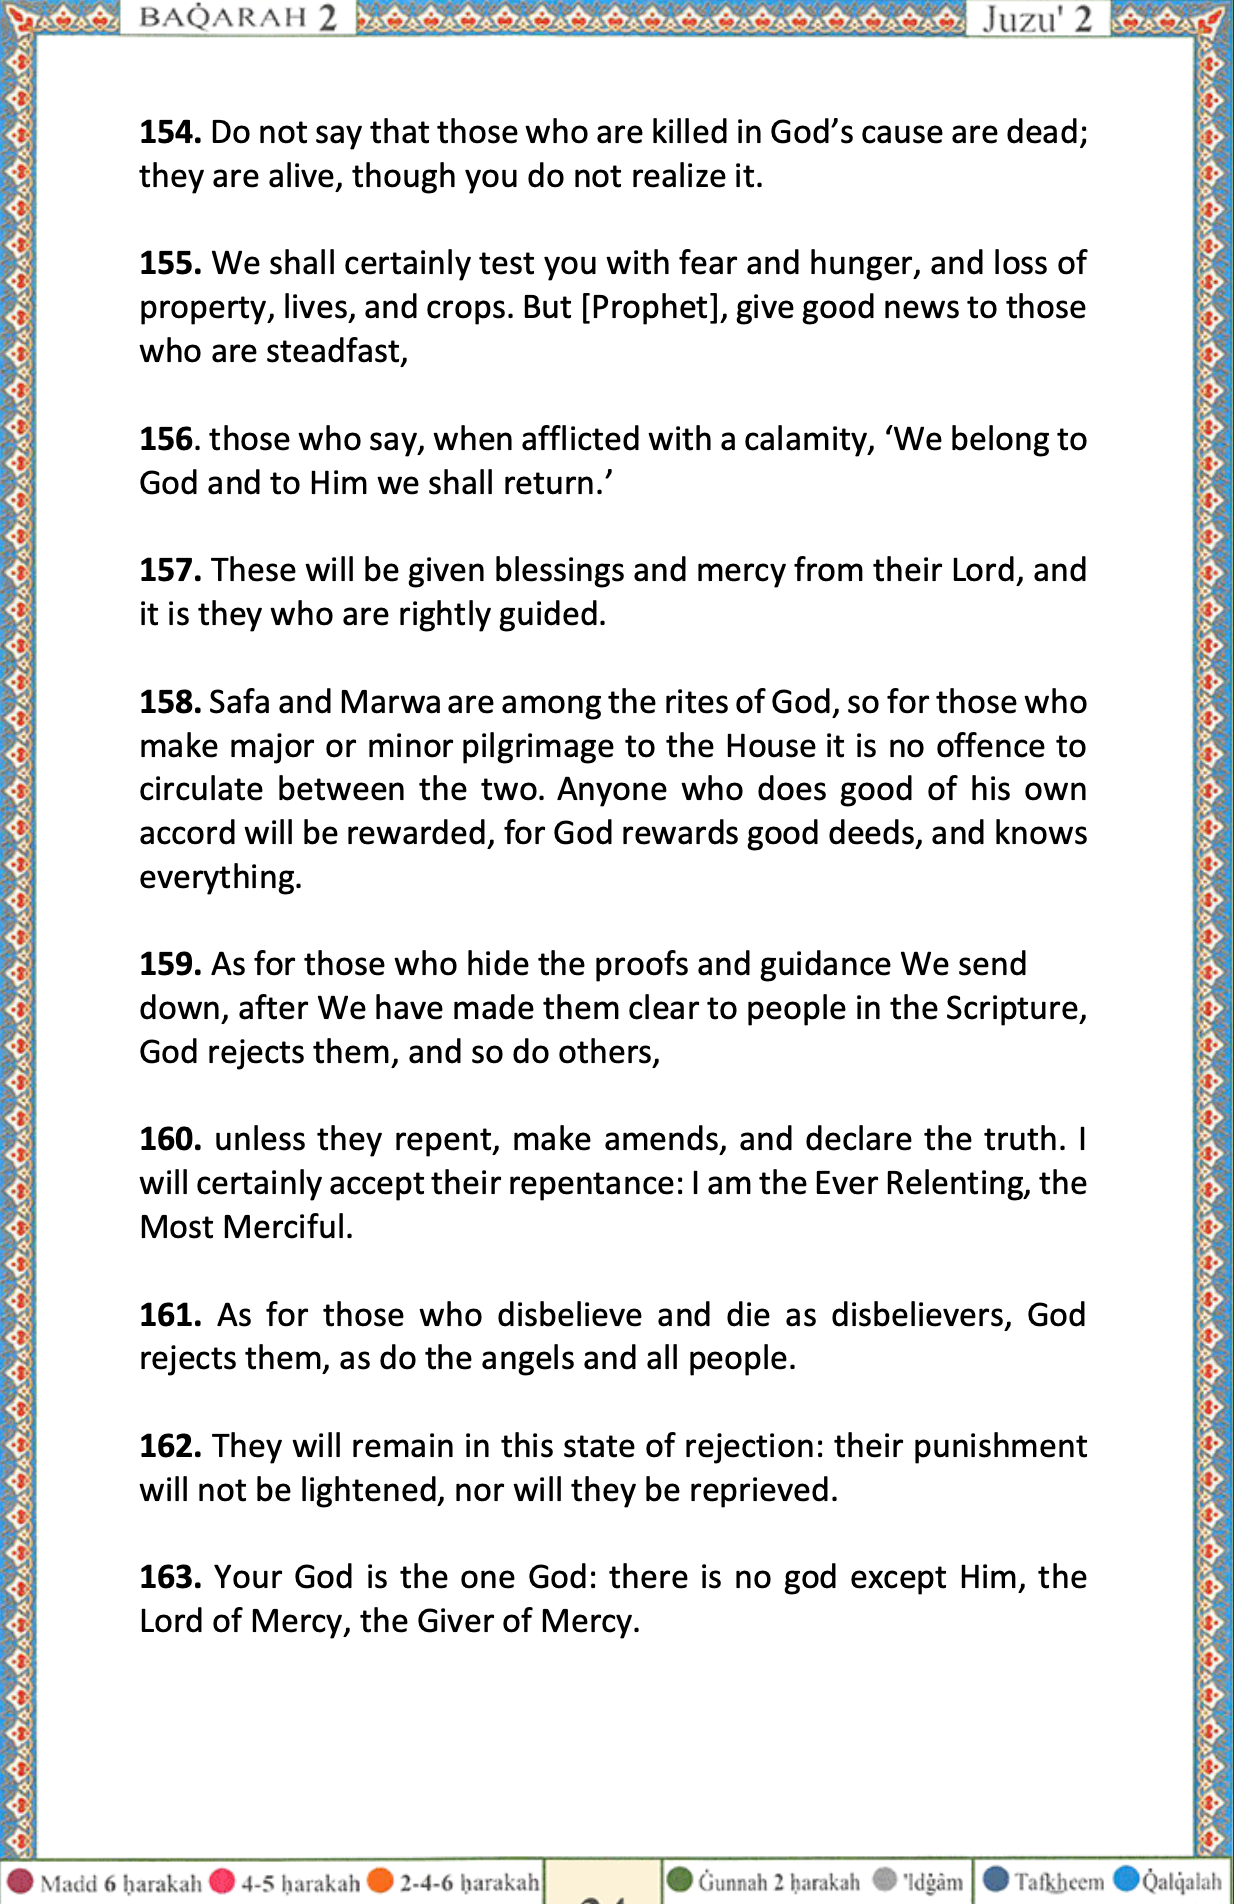 BAQ̇ARAH 2
Juzu' 2
154. Do not say that those who are killed in God’s cause are dead;
they are alive, though you do not realize it.
155. We shall certainly test you with fear and hunger, and loss of
property, lives, and crops. But [Prophet], give good news to those
who are steadfast,
156. those who say, when afflicted with a calamity, ‘We belong to
God and to Him we shall return.’
157. These will be given blessings and mercy from their Lord, and
it is they who are rightly guided.
158. Safa and Marwa are among the rites of God, so for those who
make major or minor pilgrimage to the House it is no offence to
circulate between the two. Anyone who does good of his own
accord will be rewarded, for God rewards good deeds, and knows
everything.
159. As for those who hide the proofs and guidance We send
down, after We have made them clear to people in the Scripture,
God rejects them, and so do others,
160. unless they repent, make amends, and declare the truth. I
will certainly accept their repentance: I am the Ever Relenting, the
Most Merciful.
161. As for those who disbelieve and die as disbelievers, God
rejects them, as do the angels and all people.
162. They will remain in this state of rejection: their punishment
will not be lightened, nor will they be reprieved.
163. Your God is the one God: there is no god except Him, the
Lord of Mercy, the Giver of Mercy.
Madd 6 ḥarakah 4-5 ḥarakah 2-4-6 ḥarakah Ġunnah 2 ḥarakah 'Idġâm Tafkheem Q̇alq̇alah